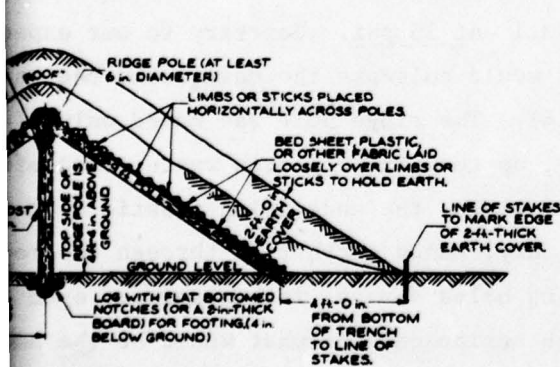 RIDGE POLE (AT LEAST
6 in. DIAMETER)
"ROOF"
LIMBS OR STICKS PLACED
HORIZONTALLY ACROSS POLES.
BED SHEET, PLASTIC,
OR OTHER FABRIC LAID
LOOSELY OVER LIMBS OR
STICKS TO HOLD EARTH.
2 ft-0 in
EARTH
COVER
LINE OF STAKES
TO MARK EDGE
OF 2-ft-THICK
EARTH COVER.
OST
TOP SIDE OF
RIDGE POLE IS
4 ft-4 in. ABOVE
GROUND
GROUND LEVEL
LOG WITH FLAT BOTTOMED
NOTCHES (OR A 2-in-THICK
BOARD) FOR FOOTING.(4 in.
BELOW GROUND)
4 ft-0 in
FROM BOTTOM
OF TRENCH
TO LINE OF
STAKES.